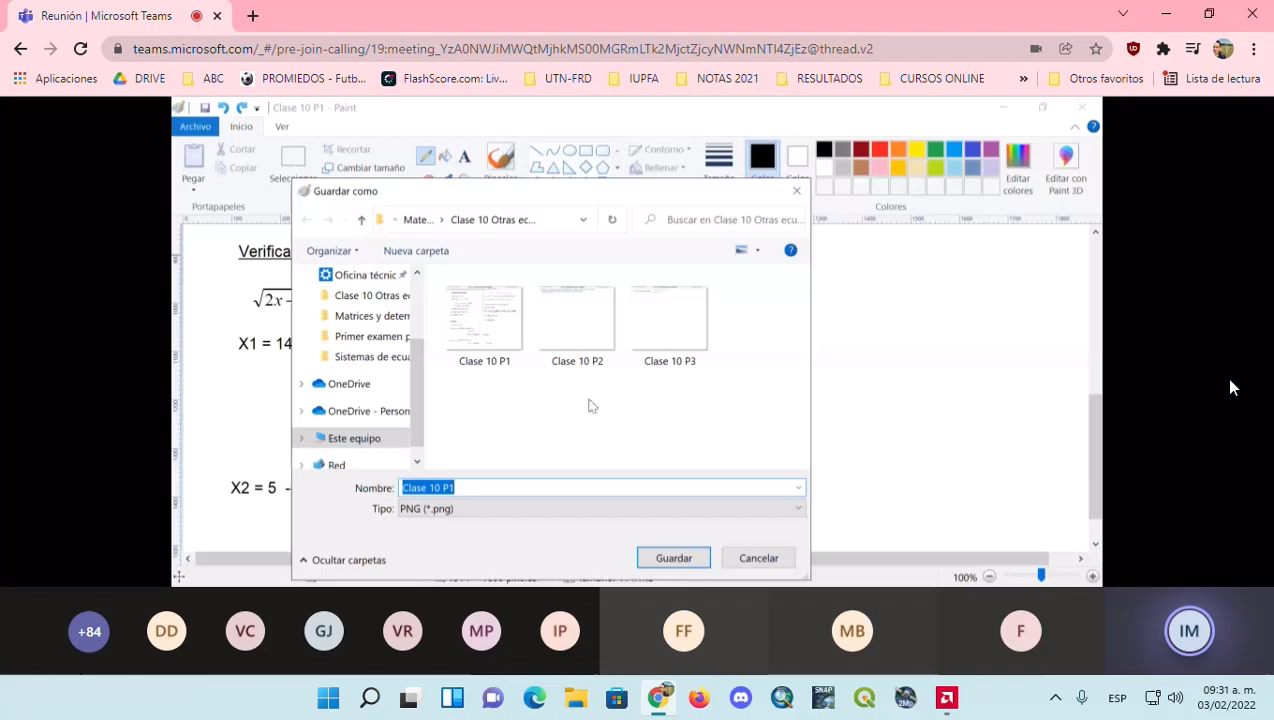 Reunión | Microsoft Teams
teams.microsoft.com/_#/pre-join-calling/19:meeting_YzA0NWJiMWQtMjhkMS00MGRmLTk2MjctZjcyNWNmNTI4ZjEz@thread.v2
Aplicaciones
DRIVE
ABC
PROMIEDOS - Futb...
FlashScore.com: Liv...
UTN-FRD
IUPFA
NOTAS 2021
RESULTADOS
CURSOS ONLINE
»
Otros favoritos
Lista de lectura
Clase 10 P1 - Paint
Archivo
Inicio
Ver
Pegar
Cortar
Copiar
Portapapeles
Recortar
Cambiar tamaño
Contorno
Rellenar
Colores
Editar colores
Editar con Paint 3D
Guardar como
Mate... > Clase 10 Otras ec...
Buscar en Clase 10 Otras ecu...
Organizar
Nueva carpeta
Oficina técnic
Clase 10 Otras ec
Matrices y deter
Primer examen p
Sistemas de ecua
OneDrive
OneDrive - Person
Este equipo
Red
Clase 10 P1
Clase 10 P2
Clase 10 P3
Nombre: Clase 10 P1
Tipo: PNG (*.png)
Ocultar carpetas
Guardar
Cancelar
Verifica
√2x –
X1 = 14
X2 = 5 -
100%
+84
DD
VC
GJ
VR
MP
IP
FF
MB
F
IM
ESP
09:31 a. m.
03/02/2022